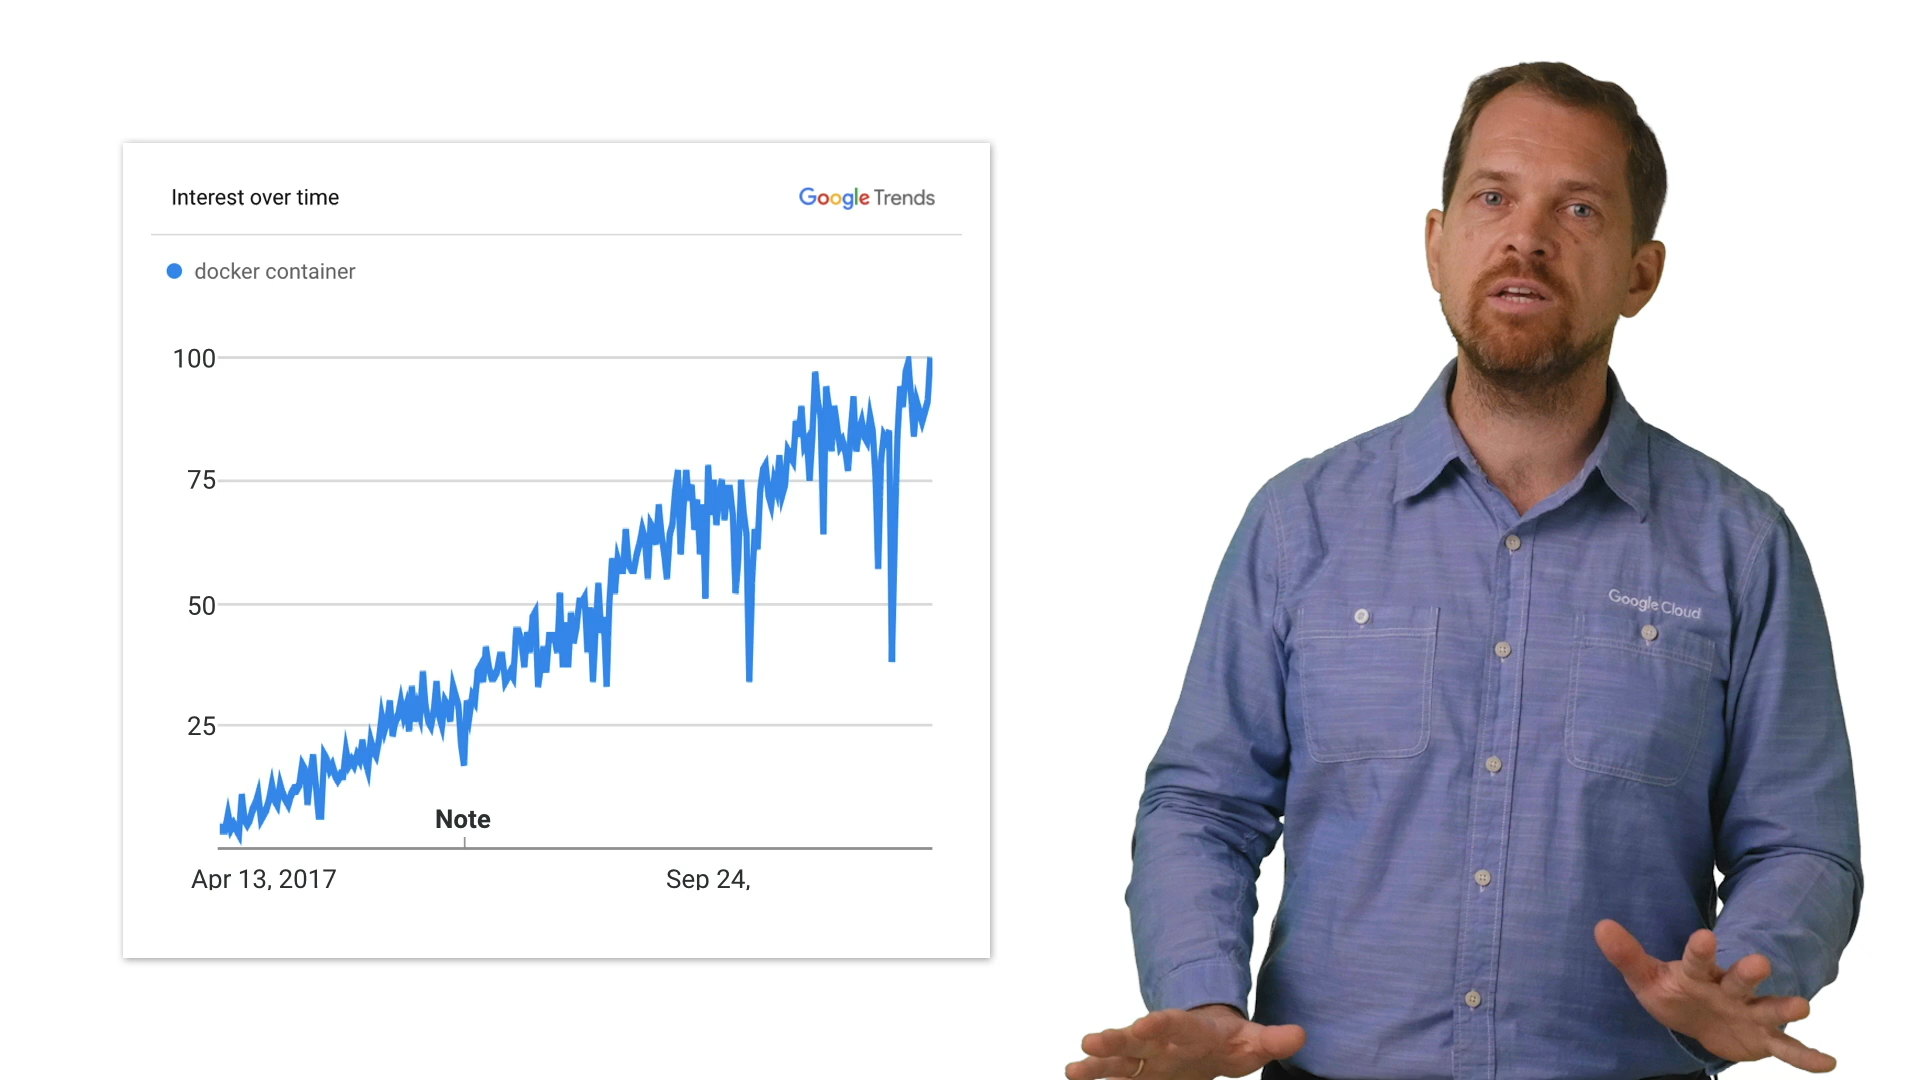 Interest over time
Google Trends
docker container
100
75
50
25
Note
Apr 13, 2017
Sep 24,
Google Cloud